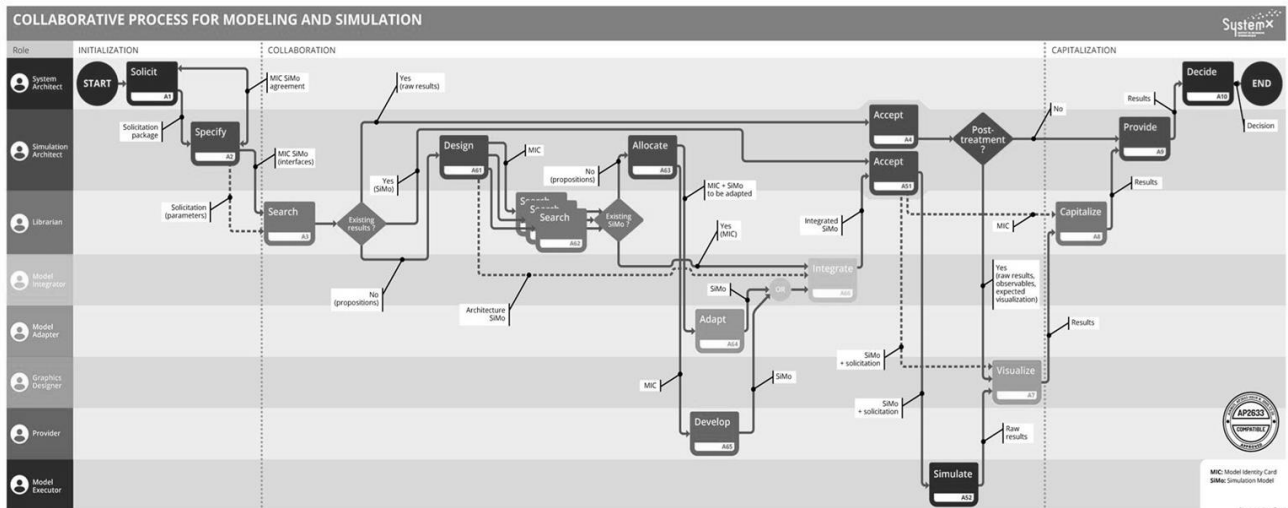 COLLABORATIVE PROCESS FOR MODELING AND SIMULATION
SystemX
Role
INITIALIZATION
COLLABORATION
CAPITALIZATION
System
Architect
START
Solicit
A1
MIC SiMo
agreement
Yes
(raw results)
Accept
A4
No
Results
Decide
A10
END
Decision
Simulation
Architect
Solicitation
package
Specify
A2
MIC SiMo
(interfaces)
Yes
(SiMo)
Design
A61
MIC
No
(propositions)
Allocate
A63
MIC + SiMo
to be adapted
Accept
A51
Post-
treatment
?
Provide
A9
Librarian
Solicitation
(parameters)
Search
A3
Existing
results ?
Search
A62
Existing
SiMo ?
Yes
(MIC)
Integrated
SiMo
MIC
Capitalize
A8
Results
Model
Integrator
No
(propositions)
Architecture
SiMo
SiMo
OR
Integrate
A66
Yes
(raw results,
observables,
expected
visualization)
Model
Adapter
Adapt
A64
Results
Graphics
Designer
MIC
SiMo
SiMo
+ solicitation
SiMo
+ solicitation
Visualize
A7
Provider
Develop
A65
Raw
results
AP2633
COMPATIBLE
APPROVED
Model
Executor
Simulate
A52
MIC: Model Identity Card
SiMo: Simulation Model